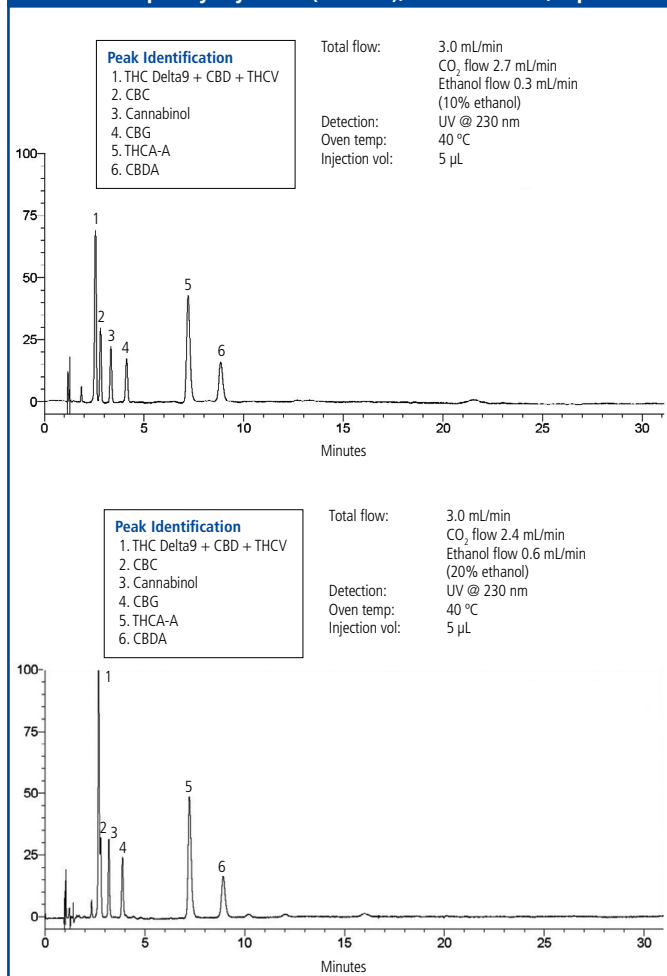 Peak Identification
1. THC Delta9 + CBD + THCV
2. CBC
3. Cannabinol
4. CBG
5. THCA-A
6. CBDA
Total flow: 3.0 mL/min
CO2 flow 2.7 mL/min
Ethanol flow 0.3 mL/min
(10% ethanol)
Detection: UV @ 230 nm
Oven temp: 40 ºC
Injection vol: 5 µL
100
75
50
25
0
1
2
3
4
5
6
0 5 10 15 20 25 30
Minutes
Peak Identification
1. THC Delta9 + CBD + THCV
2. CBC
3. Cannabinol
4. CBG
5. THCA-A
6. CBDA
Total flow: 3.0 mL/min
CO2 flow 2.4 mL/min
Ethanol flow 0.6 mL/min
(20% ethanol)
Detection: UV @ 230 nm
Oven temp: 40 ºC
Injection vol: 5 µL
100
75
50
25
0
1
2
3
4
5
6
0 5 10 15 20 25 30
Minutes